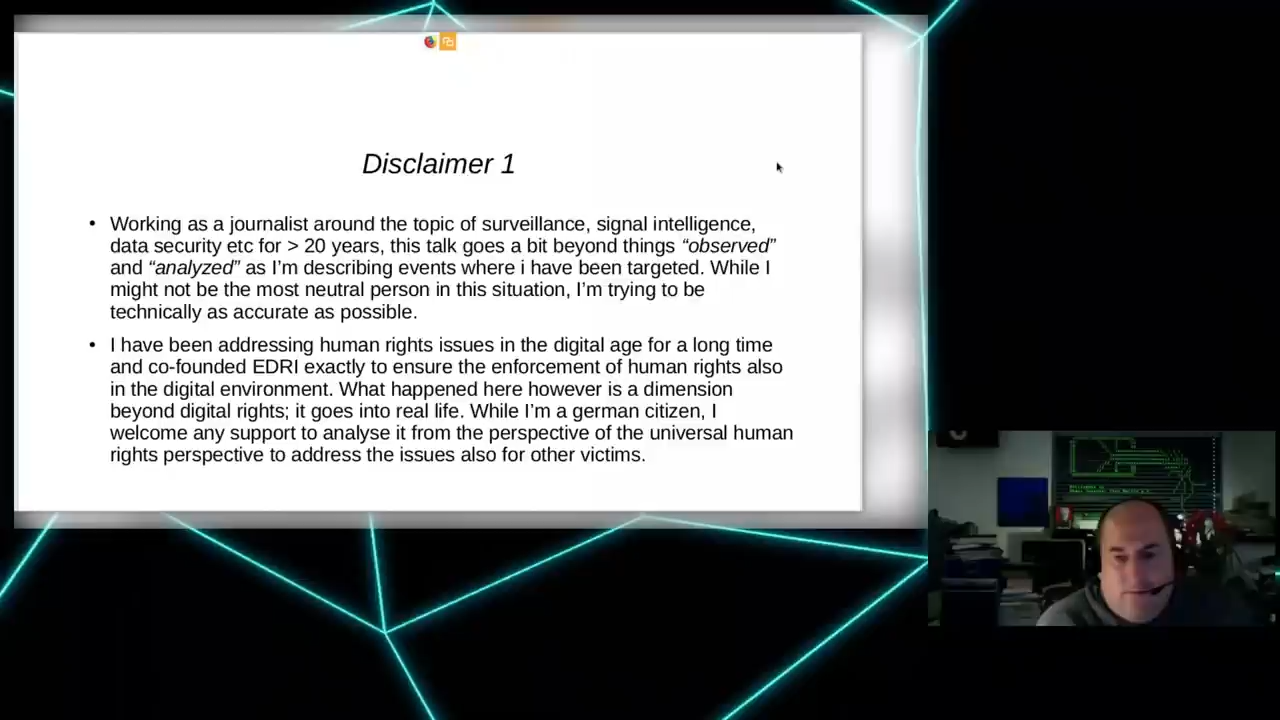 Disclaimer 1
• Working as a journalist around the topic of surveillance, signal intelligence,
data security etc for > 20 years, this talk goes a bit beyond things “observed”
and “analyzed” as I’m describing events where i have been targeted. While I
might not be the most neutral person in this situation, I’m trying to be
technically as accurate as possible.
• I have been addressing human rights issues in the digital age for a long time
and co-founded EDRI exactly to ensure the enforcement of human rights also
in the digital environment. What happened here however is a dimension
beyond digital rights; it goes into real life. While I’m a german citizen, I
welcome any support to analyse it from the perspective of the universal human
rights perspective to address the issues also for other victims.